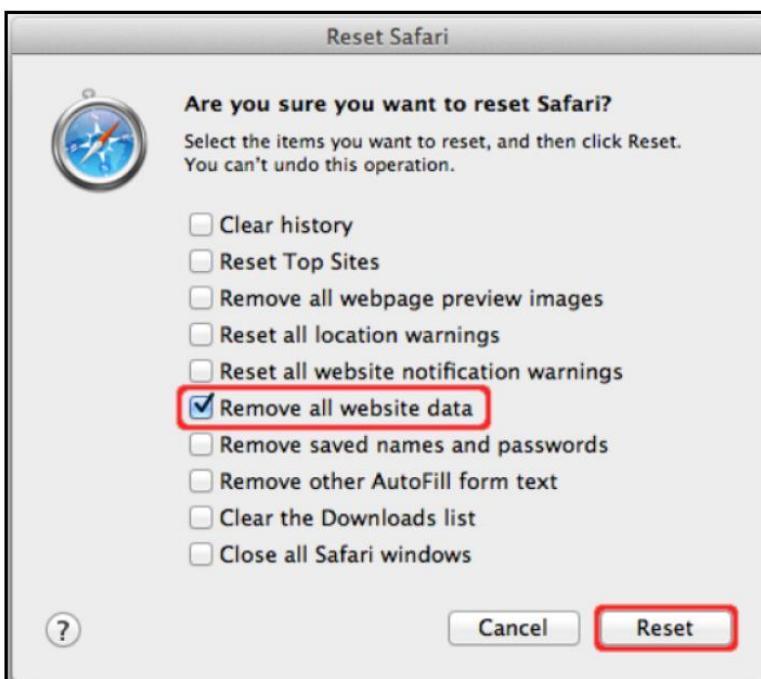 Reset Safari
Are you sure you want to reset Safari?
Select the items you want to reset, and then click Reset.
You can't undo this operation.
Clear history
Reset Top Sites
Remove all webpage preview images
Reset all location warnings
Reset all website notification warnings
Remove all website data
Remove saved names and passwords
Remove other AutoFill form text
Clear the Downloads list
Close all Safari windows
? Cancel Reset